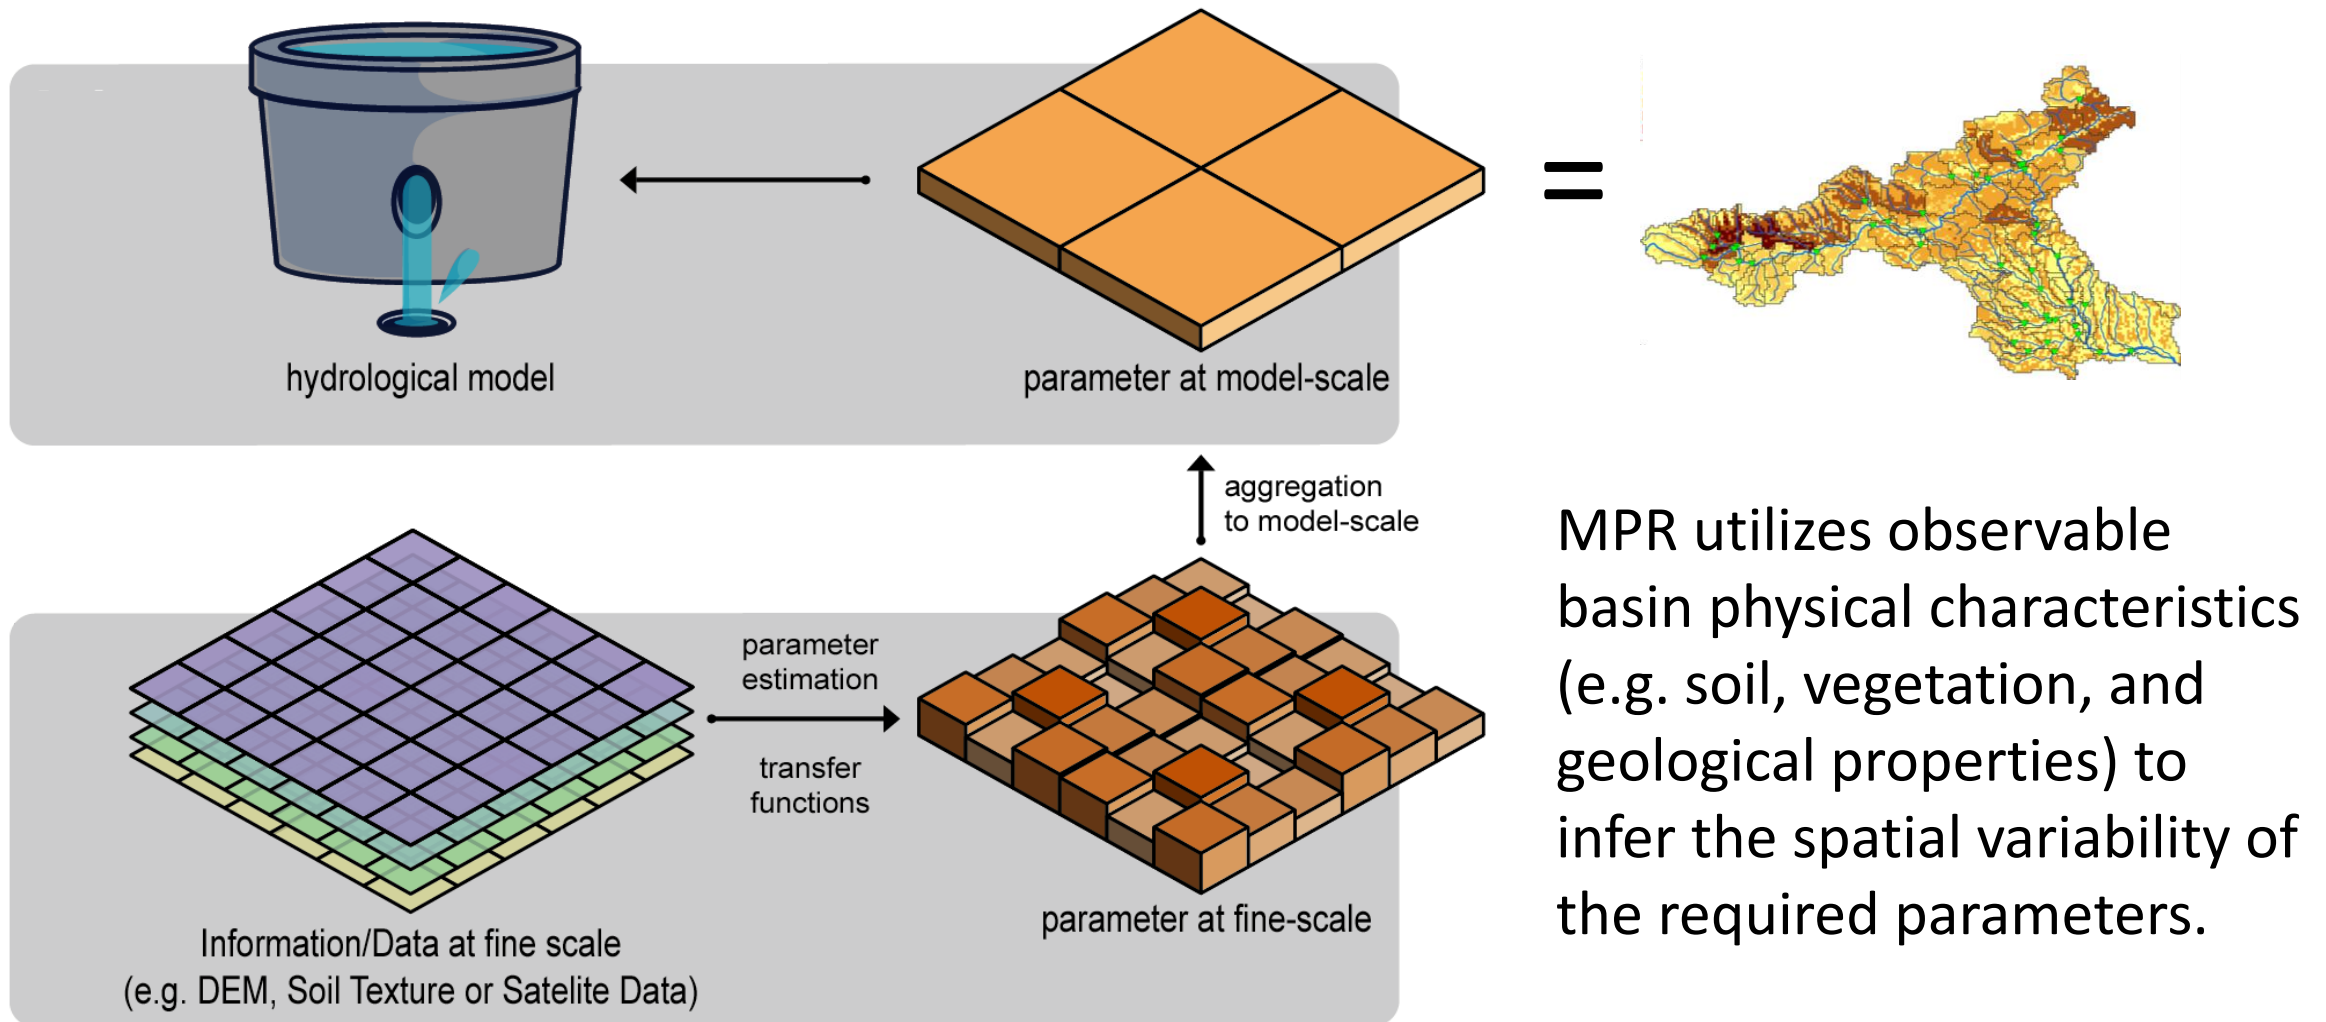 hydrological model
parameter at model-scale
=
aggregation
to model-scale
parameter
estimation
transfer
functions
Information/Data at fine scale
(e.g. DEM, Soil Texture or Satelite Data)
parameter at fine-scale
MPR utilizes observable
basin physical characteristics
(e.g. soil, vegetation, and
geological properties) to
infer the spatial variability of
the required parameters.